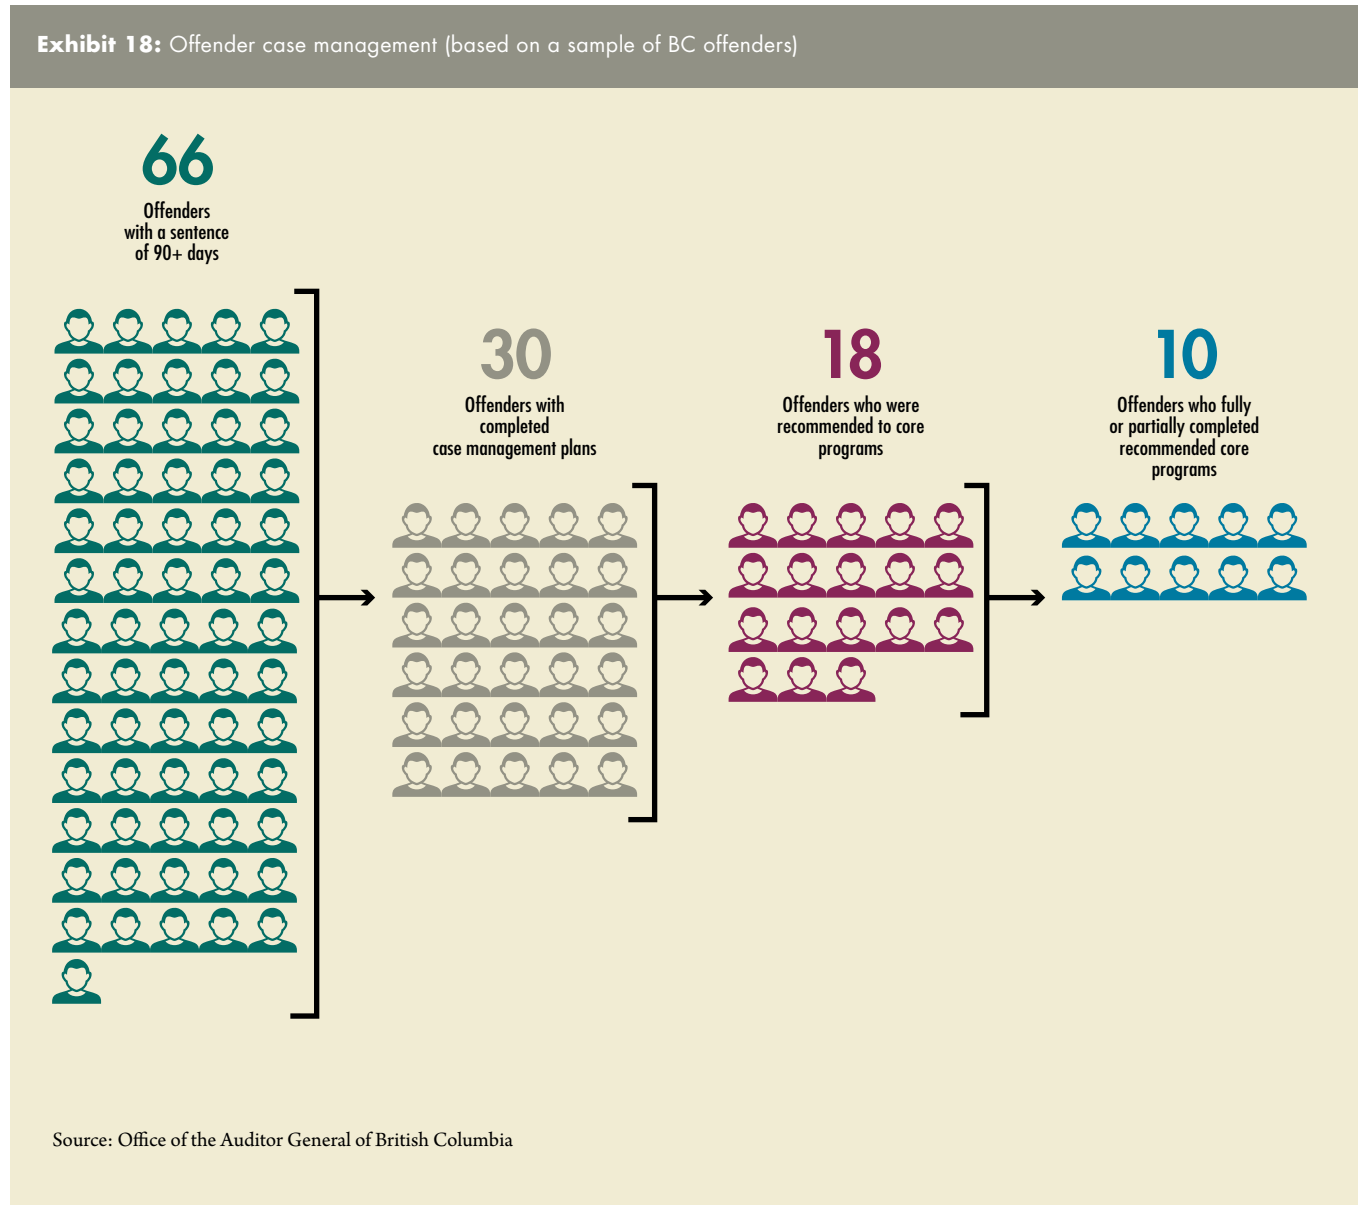 Exhibit 18: Offender case management (based on a sample of BC offenders)
66
Offenders
with a sentence
of 90+ days
30
Offenders with
completed
case management plans
18
Offenders who were
recommended to core
programs
10
Offenders who fully
or partially completed
recommended core
programs
Source: Office of the Auditor General of British Columbia